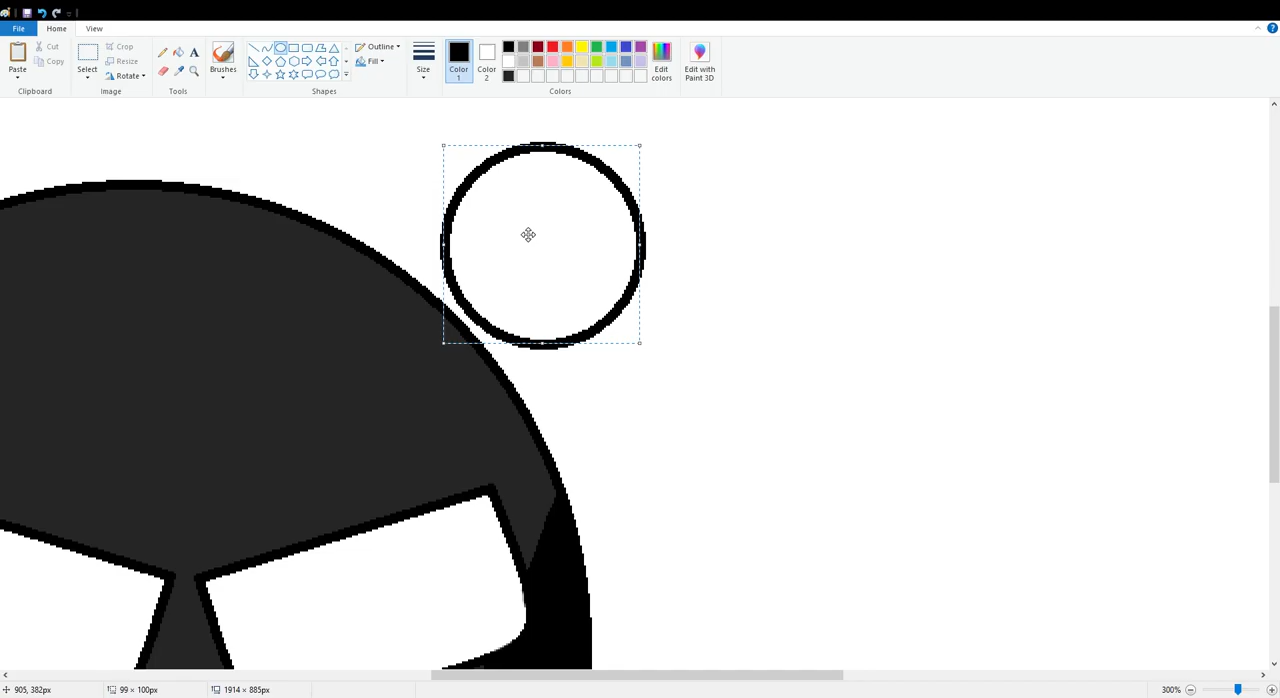 File Home View
Paste Cut Copy Clipboard
Select Crop Resize Rotate Image
A Tools
Brushes
Outline Fill Shapes
Size
Color 1 Color 2 Edit colors Colors
Edit with Paint 3D
905, 382px 99 × 100px 1914 × 885px 300%